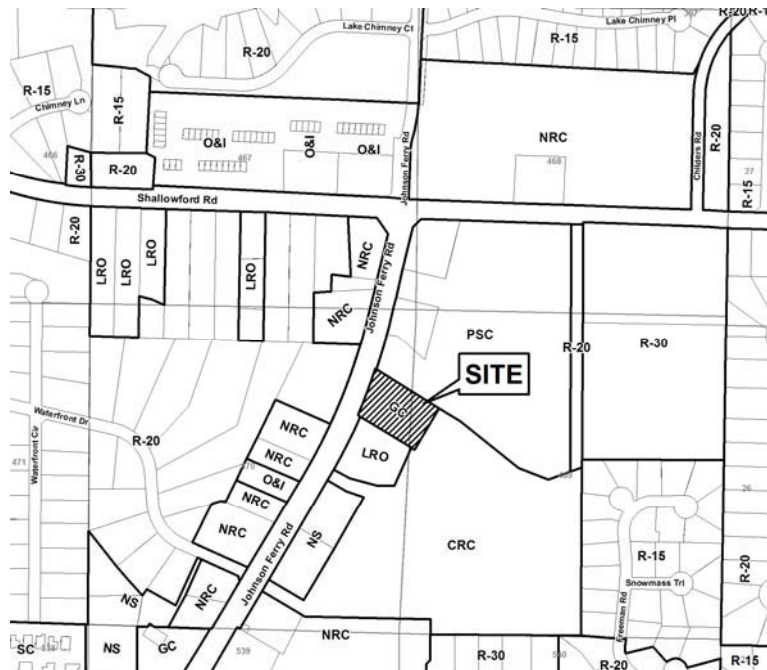 Lake Chimney Ct
Lake Chimney Pl
R-20
R-15
R-20
R-15
R-15
Chimney Ln
O&I
O&I
O&I
467
Johnson Ferry Rd
NRC
468
Childers Rd
R-20
27
R-15
466
R-30
R-20
Shallowford Rd
R-20
LRO
LRO
LRO
LRO
NRC
NRC
Johnson Ferry Rd
PSC
R-20
R-30
SITE
GC
LRO
Waterfront Dr
Waterfront Cir
R-20
471
NRC
NRC
O&I
NRC
NRC
NS
Johnson Ferry Rd
CRC
26
R-15
Snowmass Trl
Freeman Rd
R-20
NS
NRC
SC
NS
GC
539
NRC
R-30
R-20
R-15